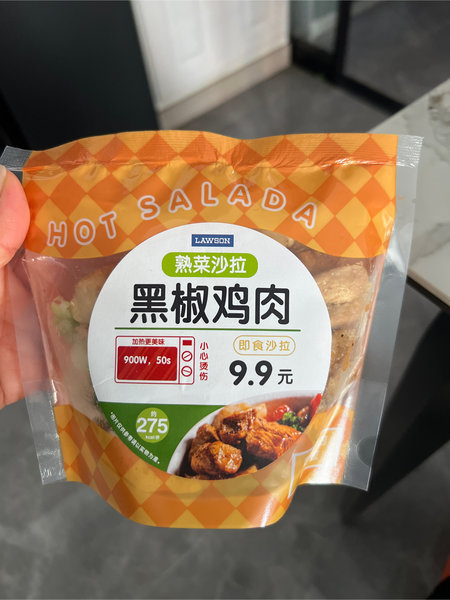 HOT SALADA
LAWSON
熟菜沙拉
黑椒鸡肉
加热更美味
900W，50s
小心烫伤
即食沙拉
9.9元
约
275